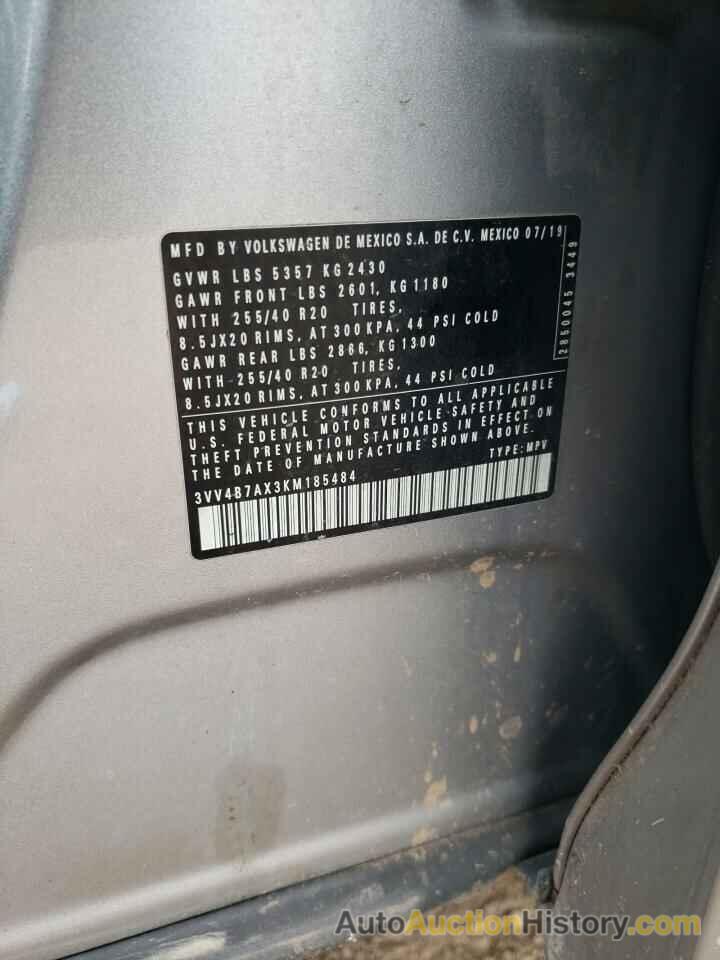 MFD BY VOLKSWAGEN DE MEXICO S.A. DE C.V. MEXICO 07/19
GVWR LBS 5357 KG 2430
GAWR FRONT LBS 2601, KG 1180
WITH 255/40 R20 TIRES,
8.5JX20 RIMS, AT 300 KPA, 44 PSI COLD
GAWR REAR LBS 2866, KG 1300
WITH 255/40 R20 TIRES,
8.5JX20 RIMS, AT 300 KPA, 44 PSI COLD
2850045 3449
THIS VEHICLE CONFORMS TO ALL APPLICABLE
U.S. FEDERAL MOTOR VEHICLE SAFETY AND
THEFT PREVENTION STANDARDS IN EFFECT ON
DATE OF MANUFACTURE SHOWN ABOVE.
TYPE: MPV
3VV4B7AX3KM185484
AutoAuctionHistory.com